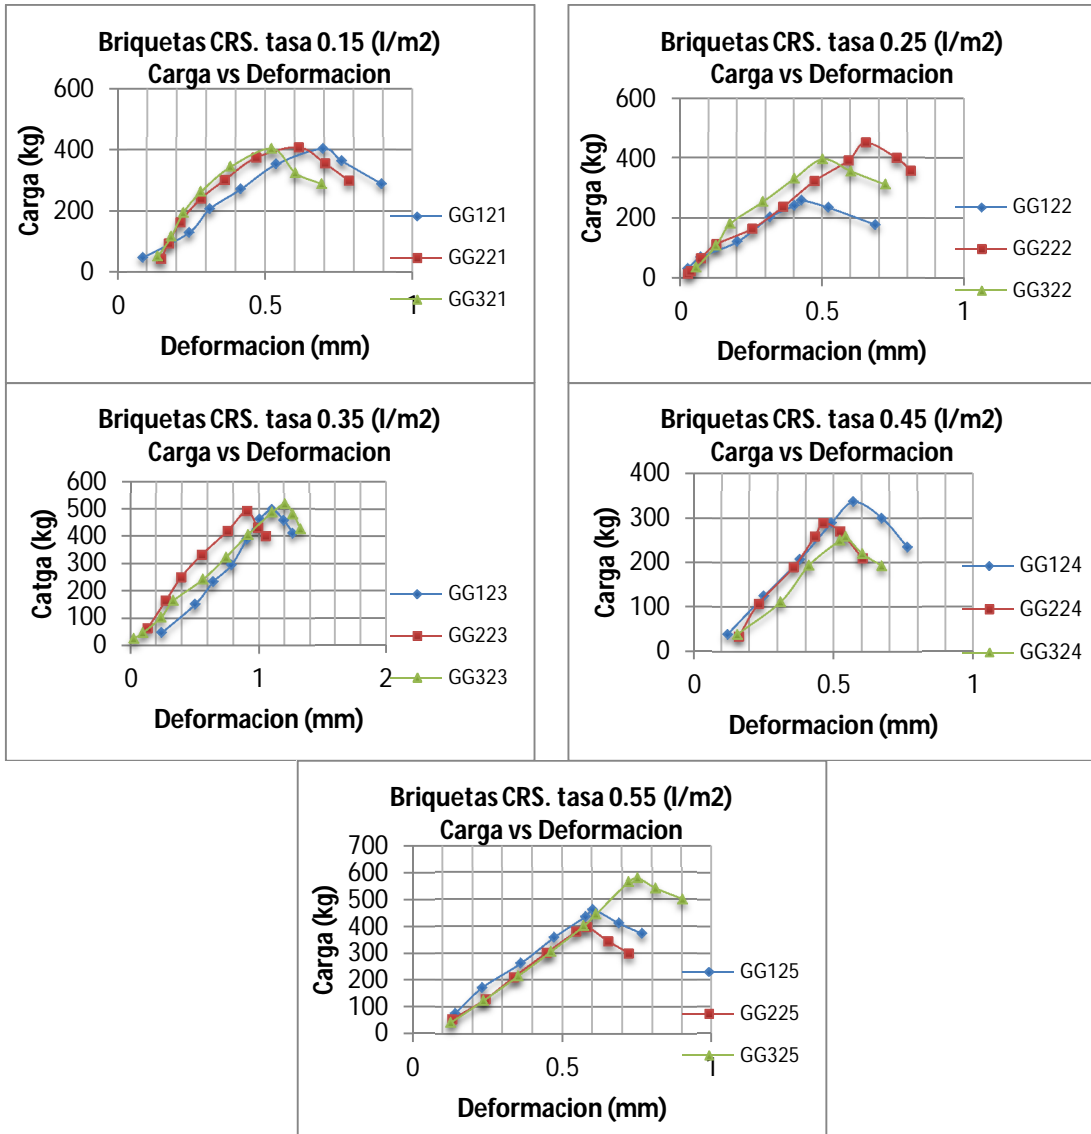 Briquetas CRS. tasa 0.15 (l/m2)
Carga vs Deformacion
600
400
200
0
Carga (kg)
0 0.5 1
Deformacion (mm)
GG121
GG221
GG321
Briquetas CRS. tasa 0.25 (l/m2)
Carga vs Deformacion
600
400
200
0
Carga (kg)
0 0.5 1
Deformacion (mm)
GG122
GG222
GG322
Briquetas CRS. tasa 0.35 (l/m2)
Carga vs Deformacion
600
500
400
300
200
100
0
Catga (kg)
0 1 2
Deformacion (mm)
GG123
GG223
GG323
Briquetas CRS. tasa 0.45 (l/m2)
Carga vs Deformacion
400
300
200
100
0
Carga (kg)
0 0.5 1
Deformacion (mm)
GG124
GG224
GG324
Briquetas CRS. tasa 0.55 (l/m2)
Carga vs Deformacion
700
600
500
400
300
200
100
0
Carga (kg)
0 0.5 1
Deformacion (mm)
GG125
GG225
GG325